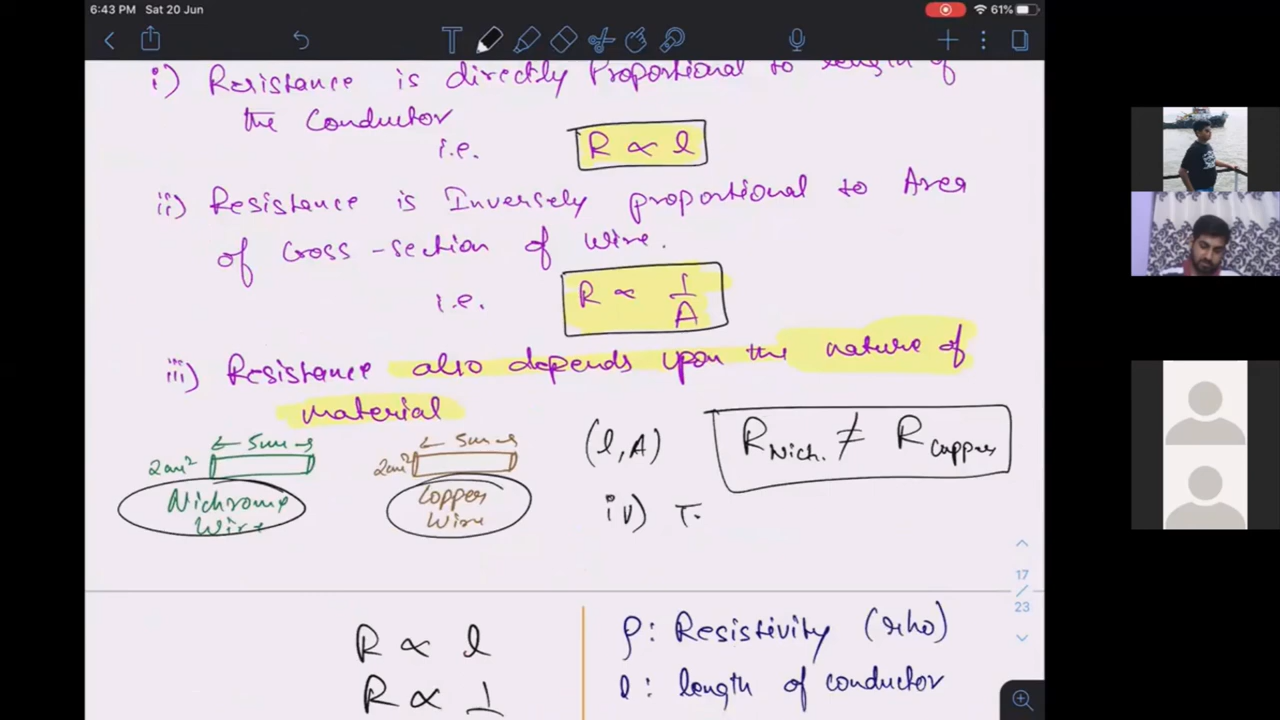 6:43 PM Sat 20 Jun
61%
i) Resistance is directly Proportional to length of
the Conductor
i.e. R ∝ l
ii) Resistance is Inversely proportional to Area
of Cross-section of Wire.
i.e. R ∝ 1/A
iii) Resistance also depends upon the nature of
material
5cm 5cm
2cm² 2cm²
(l, A) R Nich. ≠ R Copper
Nichrome Copper
Wire Wire
iv) T
17
/
23
R ∝ l
R ∝ 1
ρ: Resistivity (rho)
l: length of conductor